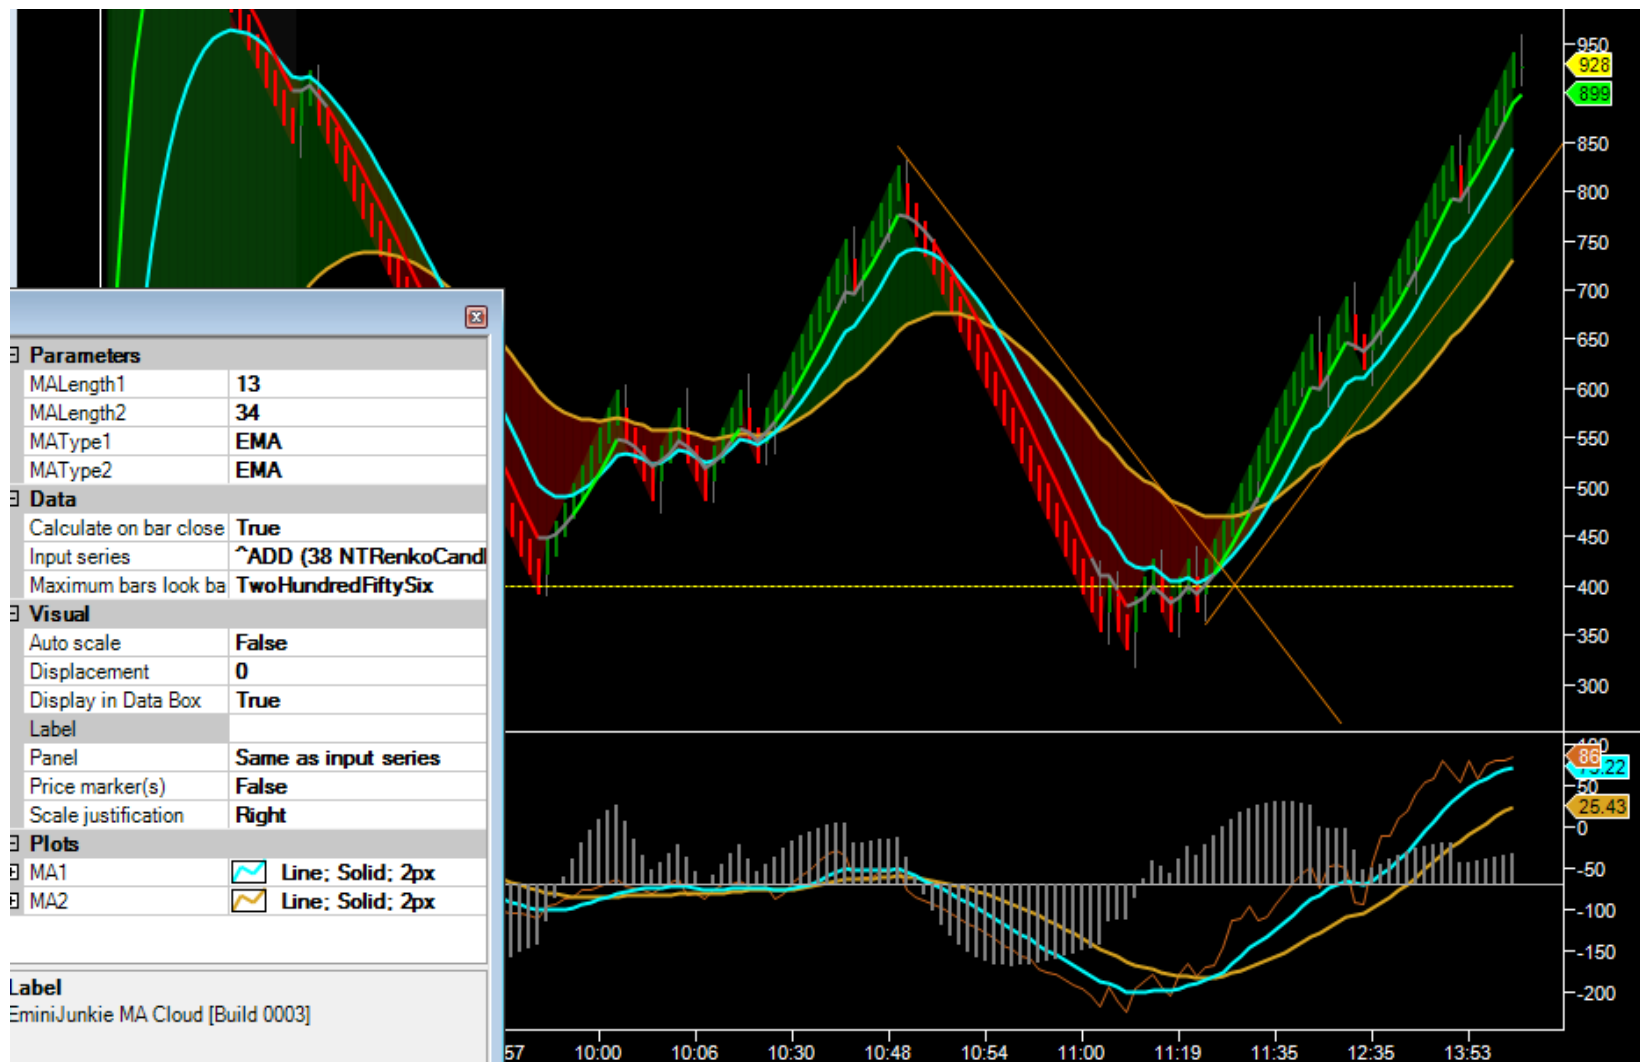 950
928
899
850
800
750
700
650
600
550
500
450
400
350
300
Parameters
MALength1 13
MALength2 34
MAType1 EMA
MAType2 EMA
Data
Calculate on bar close True
Input series ^ADD (38 NTRenkoCandl
Maximum bars look ba TwoHundredFiftySix
Visual
Auto scale False
Displacement 0
Display in Data Box True
Label
Panel Same as input series
Price marker(s) False
Scale justification Right
Plots
MA1 Line; Solid; 2px
MA2 Line; Solid; 2px
Label
EminiJunkie MA Cloud [Build 0003]
86
.22
50
25.43
0
-50
-100
-150
-200
57 10:00 10:06 10:30 10:48 10:54 11:00 11:19 11:35 12:35 13:53